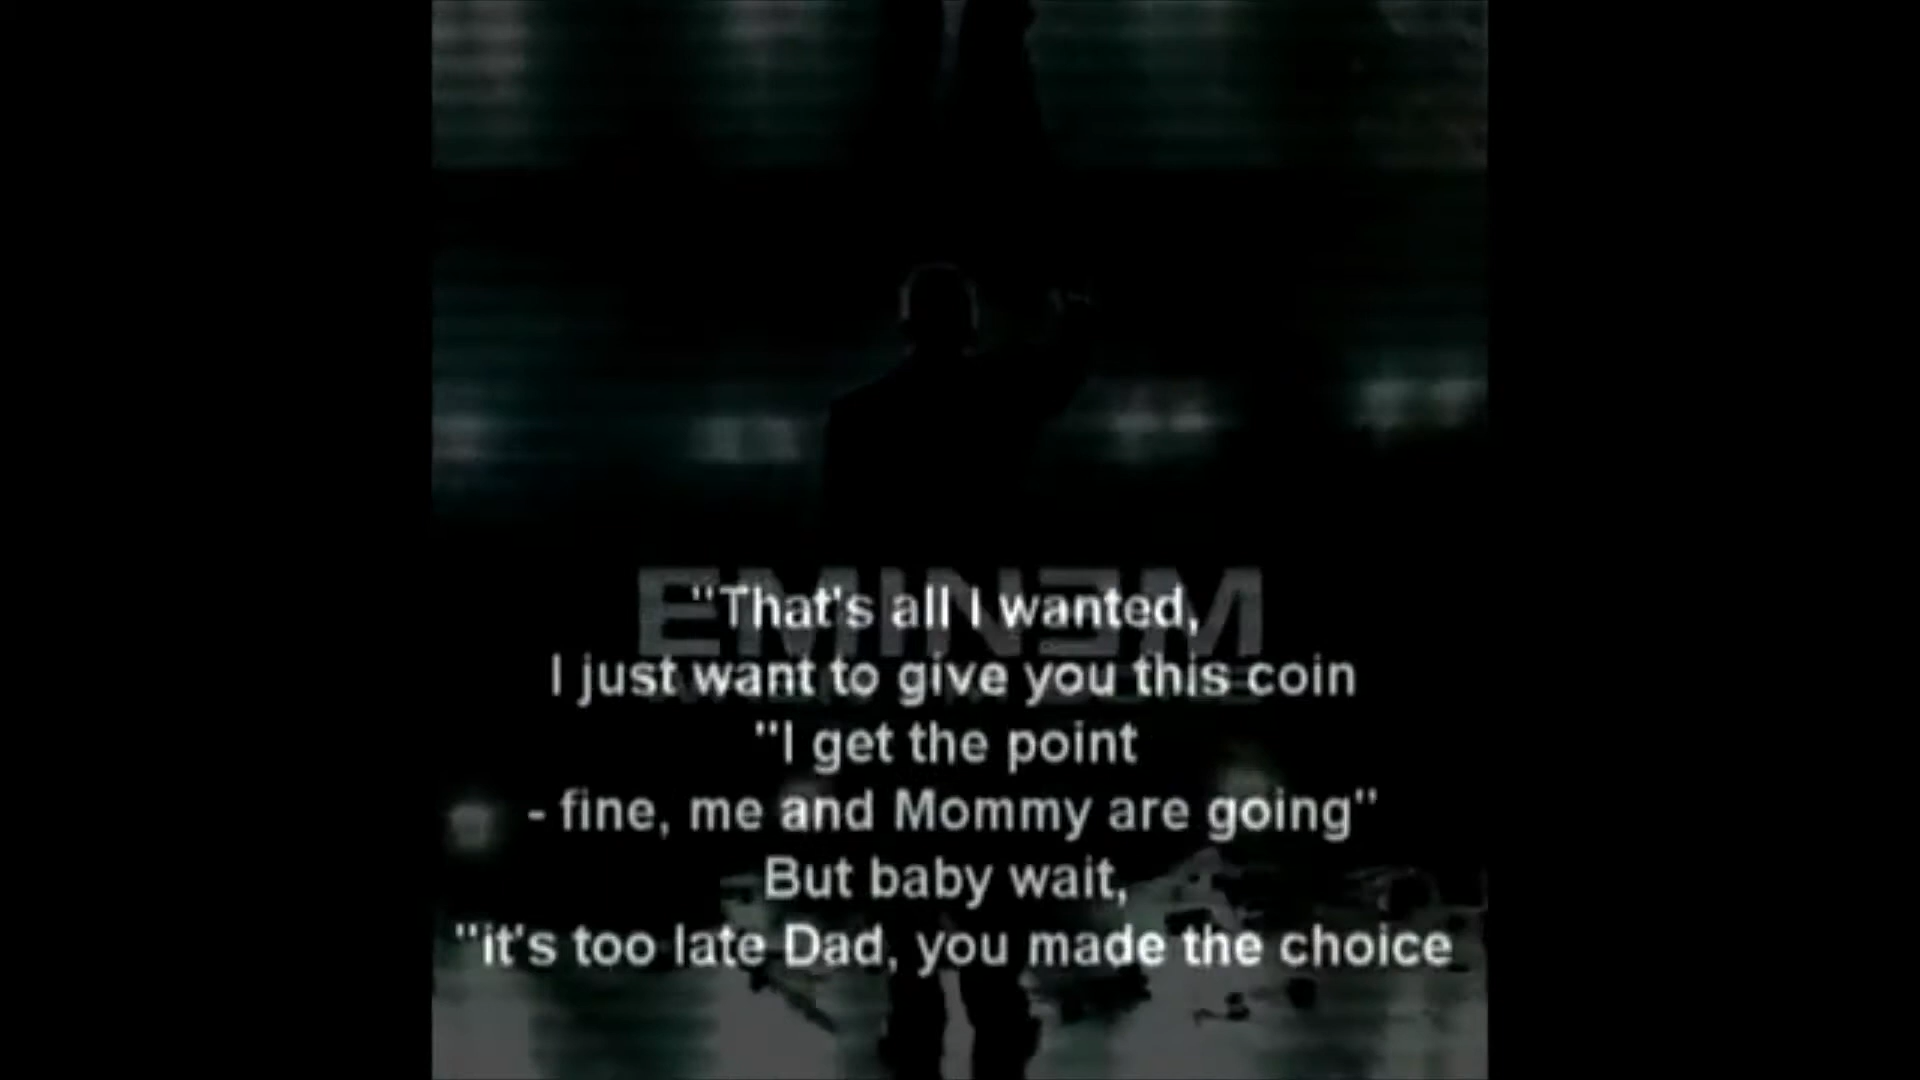 EMINEM
"That's all I wanted,
I just want to give you this coin
"I get the point
- fine, me and Mommy are going"
But baby wait,
"it's too late Dad, you made the choice